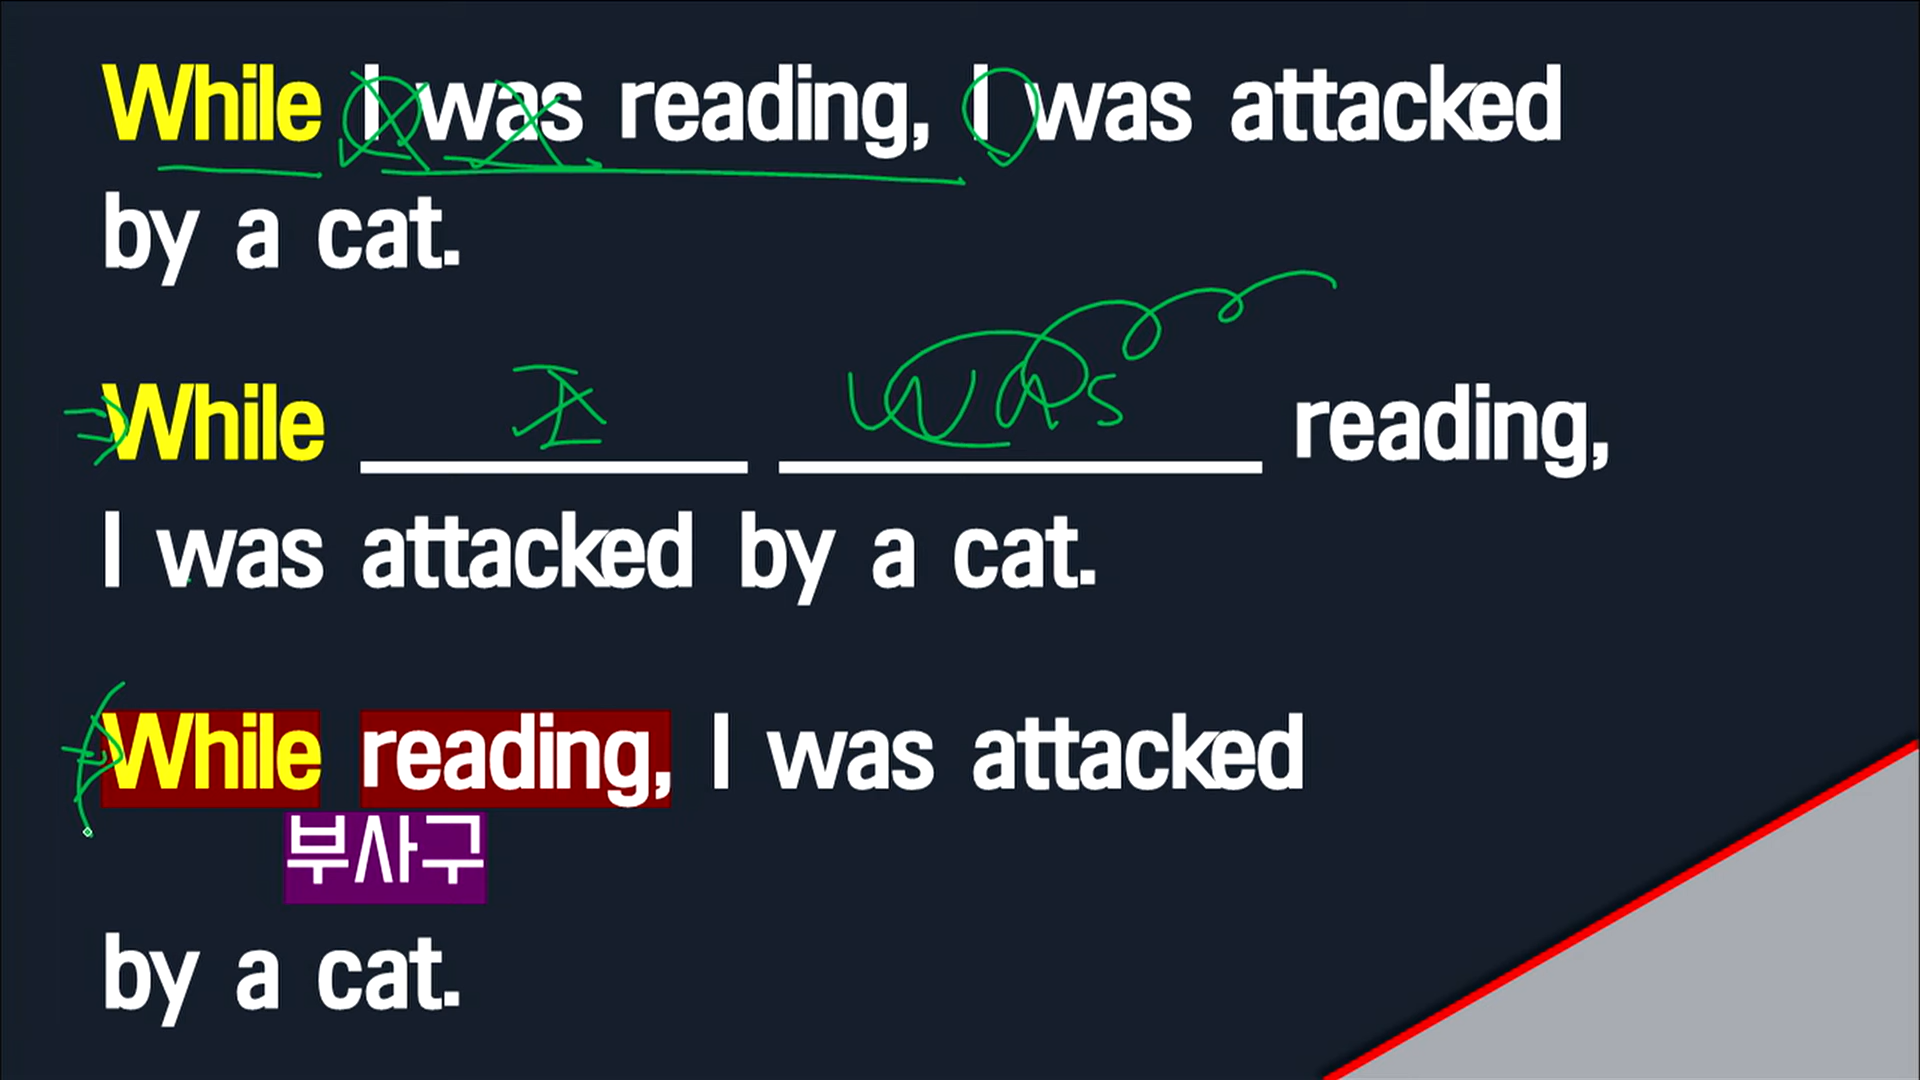 While I was reading, I was attacked
by a cat.
I was
While reading,
I was attacked by a cat.
While reading, I was attacked
부사구
by a cat.